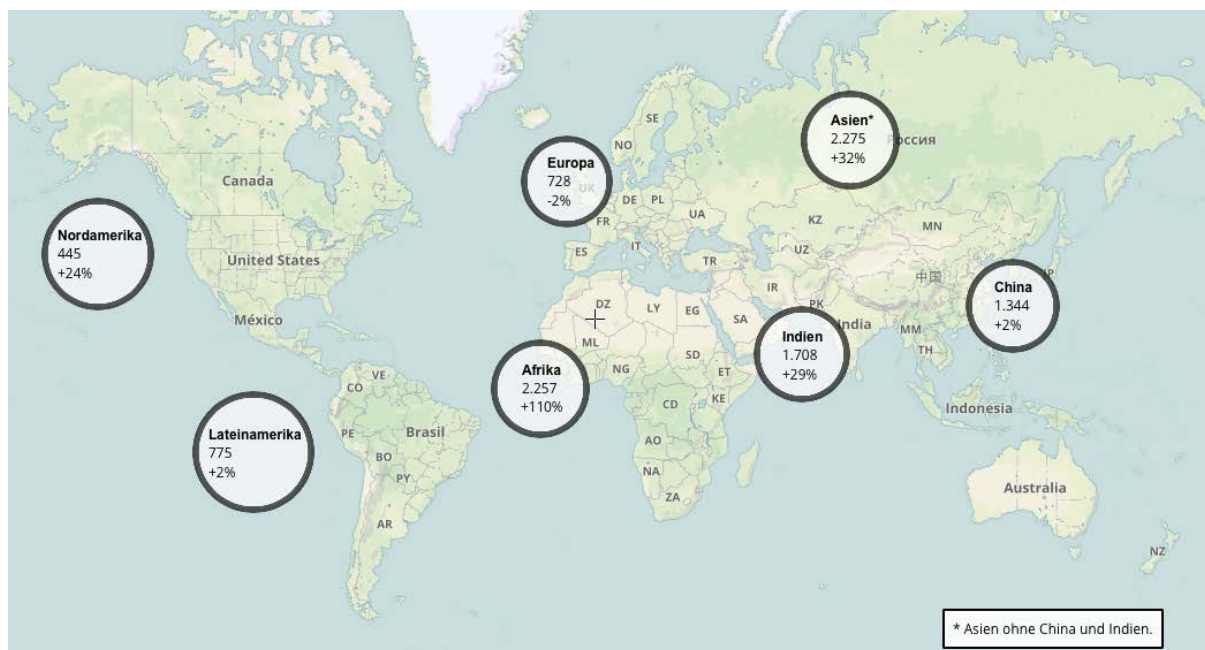 Asien*
2.275
+32%
Россия
SE
NO
Europa
728
-2%
UK
Canada
DE
PL
UA
FR
KZ
MN
Nordamerika
445
+24%
United States
ES
IT
TR
UZ
中国
JP
China
1.344
+2%
IR
PK
DZ
LY
EG
SA
India
México
Indien
1.708
+29%
MM
TH
ML
NG
SD
ET
Afrika
2.257
+110%
VE
CO
CD
KE
Indonesia
Lateinamerika
775
+2%
PE
Brasil
BO
PY
AO
NA
ZA
AR
Australia
NZ
* Asien ohne China und Indien.